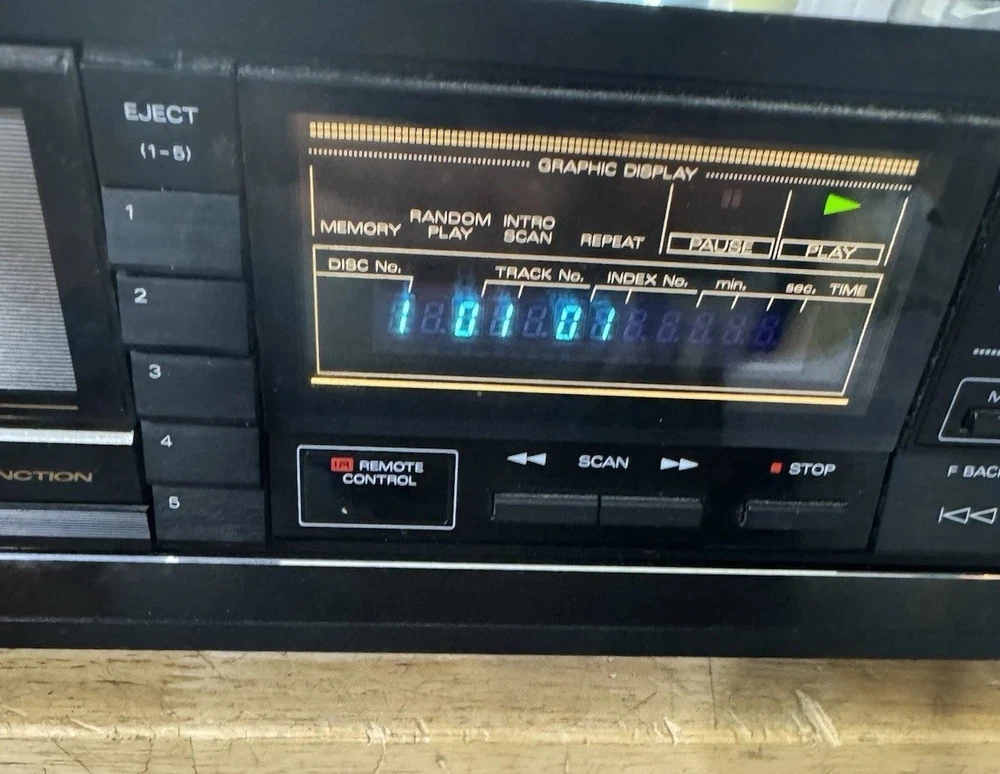 EJECT
(1-5)
1
2
3
4
5
GRAPHIC DISPLAY
MEMORY RANDOM PLAY INTRO SCAN REPEAT PAUSE PLAY
DISC No. TRACK No. INDEX No. min. sec. TIME
1 01 01
REMOTE
CONTROL
SCAN
STOP
NCTION
F BAC
M